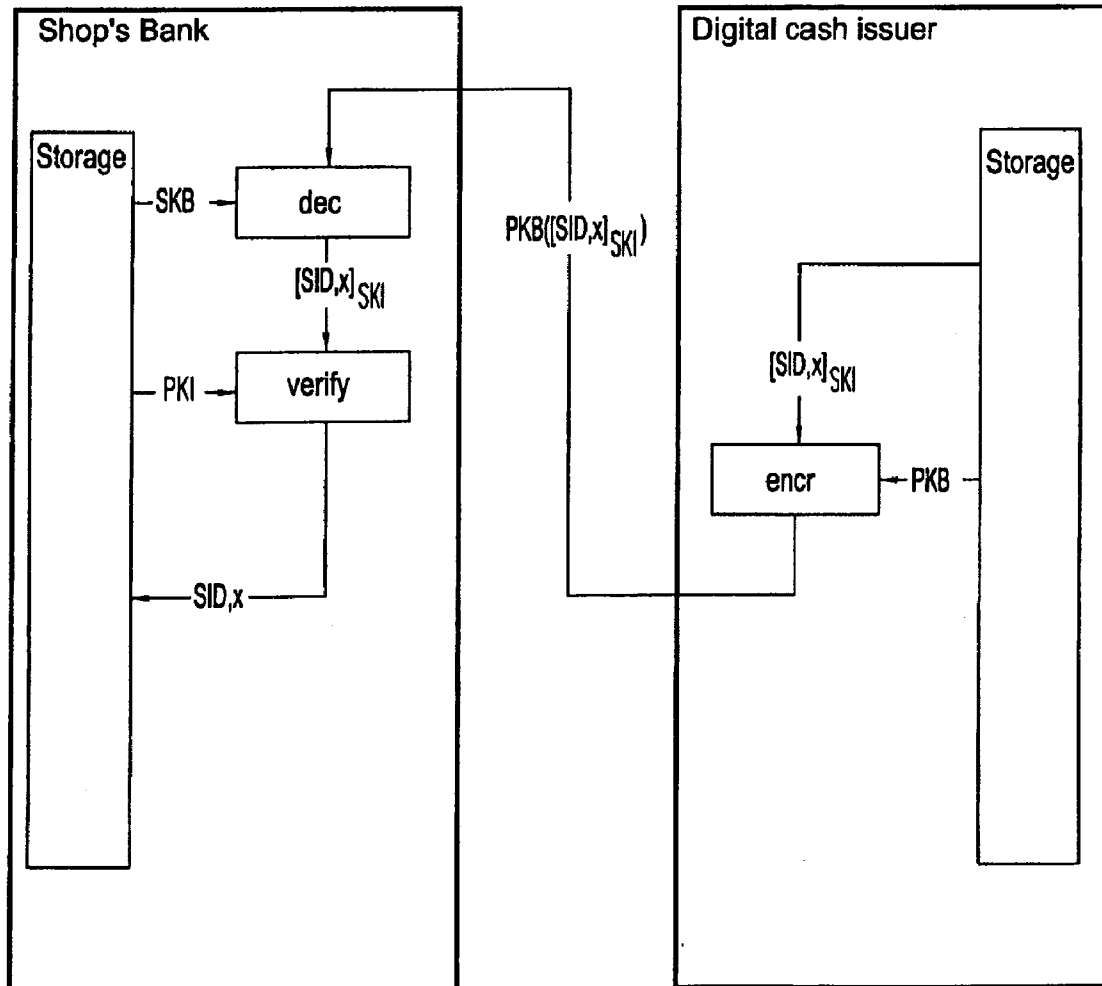 Shop's Bank
Storage
SKB
dec
[SID,x]SKI
PKI
verify
SID,x
PKB([SID,x]SKI)
Digital cash issuer
Storage
[SID,x]SKI
encr
PKB